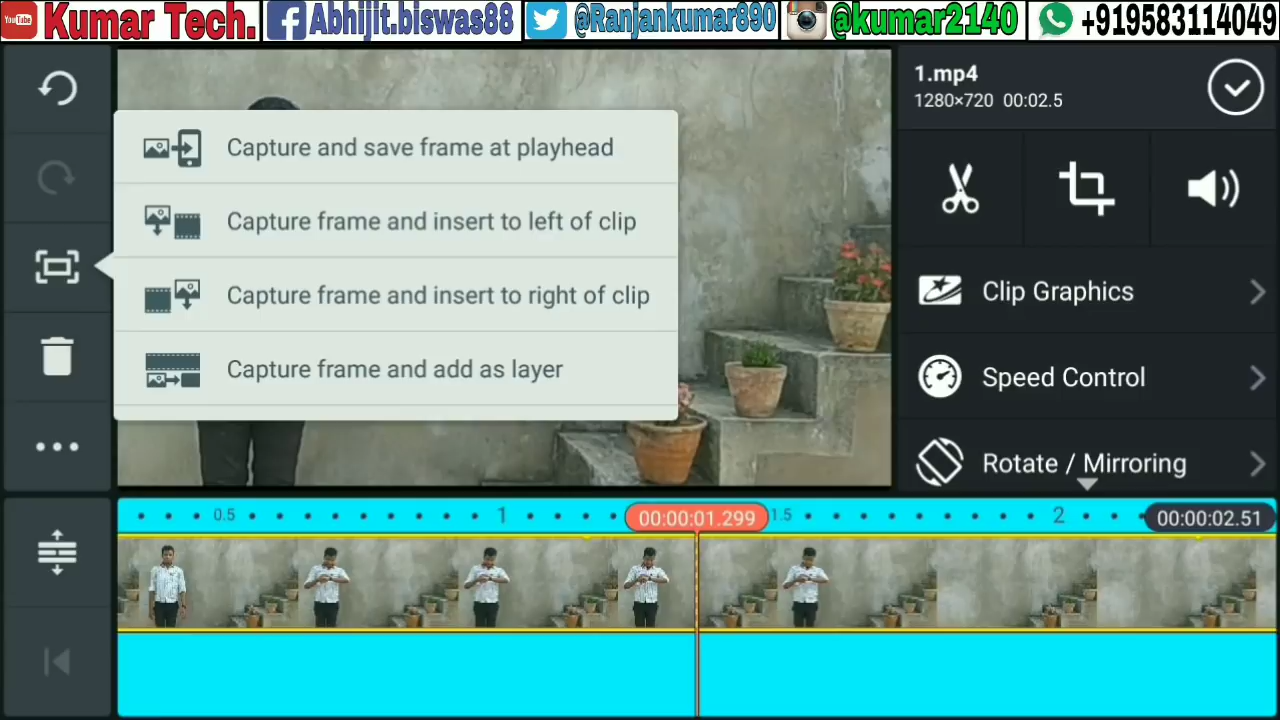 YouTube Kumar Tech. Abhijit.biswas88 @Ranjankumar890 @kumar2140 +919583114049
1.mp4
1280×720 00:02.5
Capture and save frame at playhead
Capture frame and insert to left of clip
Capture frame and insert to right of clip
Capture frame and add as layer
Clip Graphics
Speed Control
Rotate / Mirroring
0.5 1 00:00:01.299 1.5 2 00:00:02.51